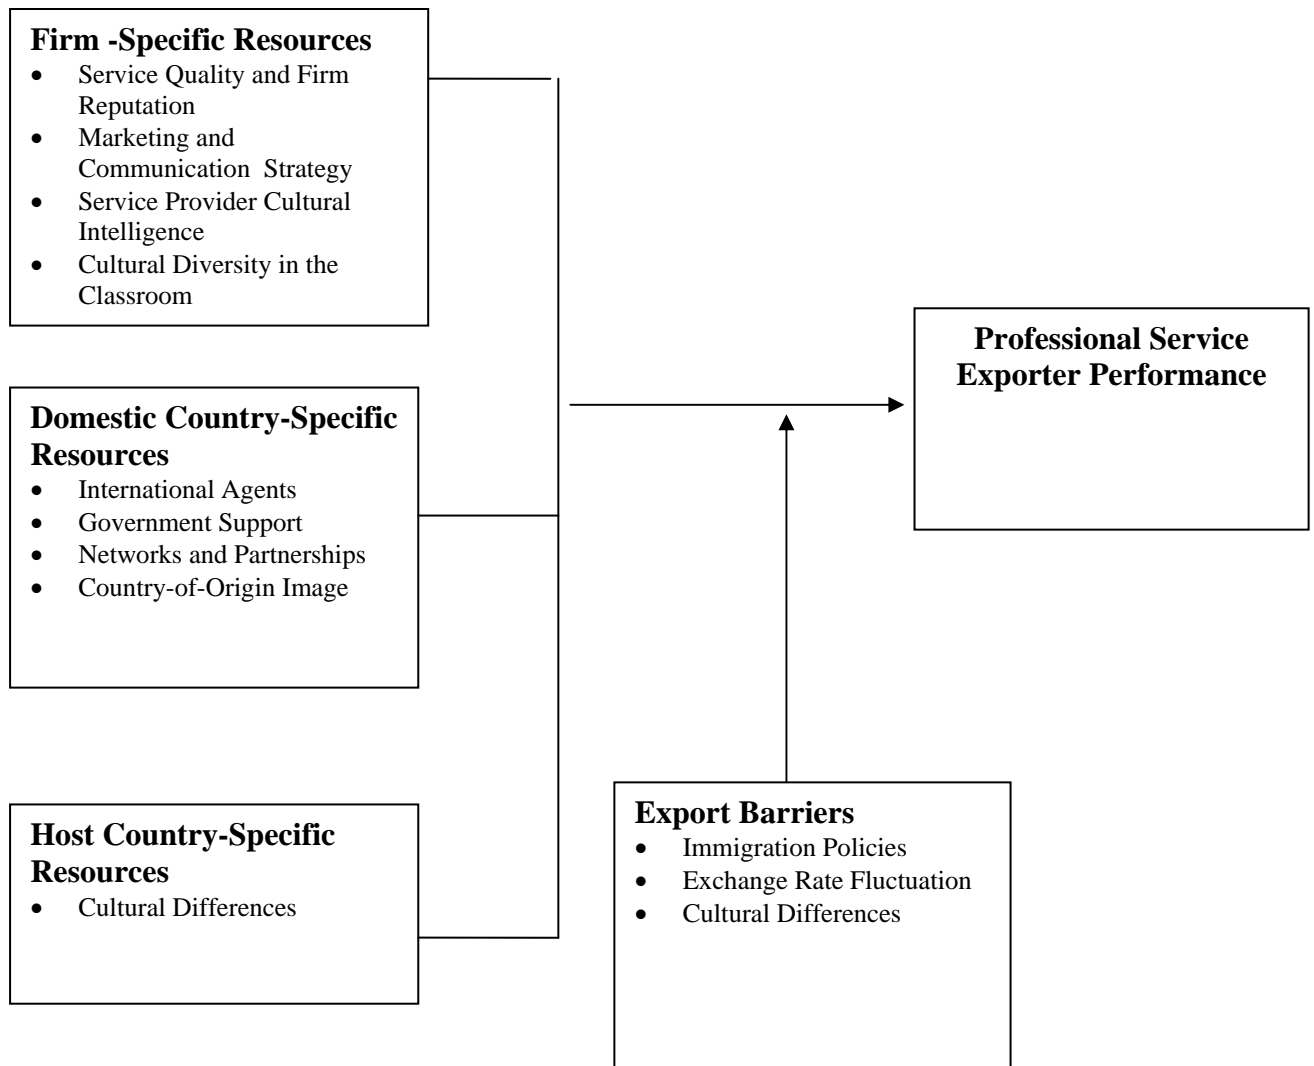 Firm -Specific Resources
• Service Quality and Firm
Reputation
• Marketing and
Communication  Strategy
• Service Provider Cultural
Intelligence
• Cultural Diversity in the
Classroom
Domestic Country-Specific
Resources
• International Agents
• Government Support
• Networks and Partnerships
• Country-of-Origin Image
Host Country-Specific
Resources
• Cultural Differences
Export Barriers
• Immigration Policies
• Exchange Rate Fluctuation
• Cultural Differences
Professional Service
Exporter Performance